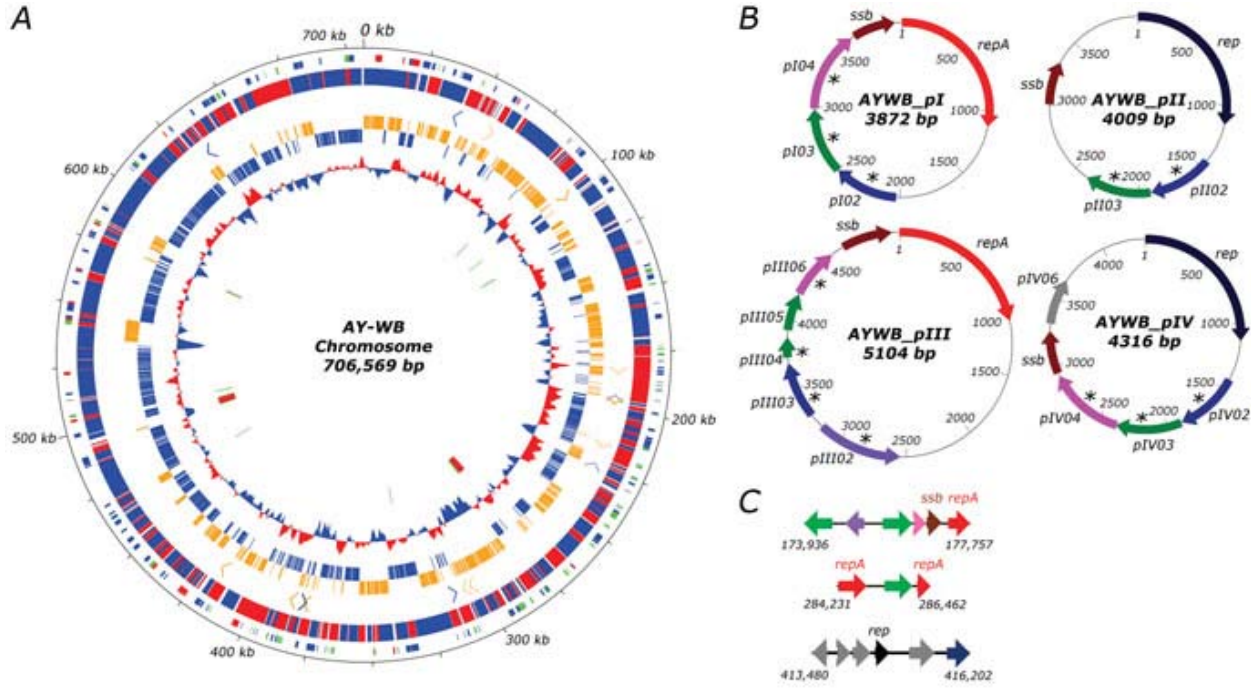 A
700 kb
0 kb
100 kb
200 kb
300 kb
400 kb
500 kb
600 kb
AY-WB
Chromosome
706,569 bp
B
ssb
1
repA
500
1000
1500
2000
2500
3000
3500
pI04
pI03
pI02
*
*
*
AYWB_pI
3872 bp
1
rep
500
1000
1500
2000
2500
3000
3500
ssb
pII02
pII03
*
*
AYWB_pII
4009 bp
ssb
1
repA
500
1000
1500
2000
2500
3000
3500
4000
4500
pIII06
pIII05
pIII04
pIII03
pIII02
*
*
*
*
AYWB_pIII
5104 bp
1
rep
500
1000
1500
2000
2500
3000
3500
4000
pIV06
ssb
pIV04
pIV03
pIV02
*
*
*
AYWB_pIV
4316 bp
C
ssb repA
173,936 177,757
repA repA
284,231 286,462
rep
413,480 416,202